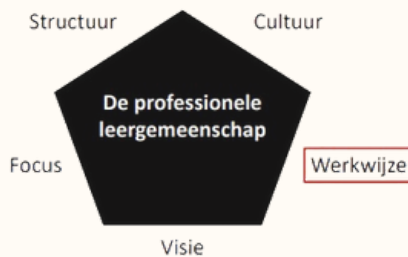 Structuur
Cultuur
De professionele
leergemeenschap
Focus
Werkwijze
Visie